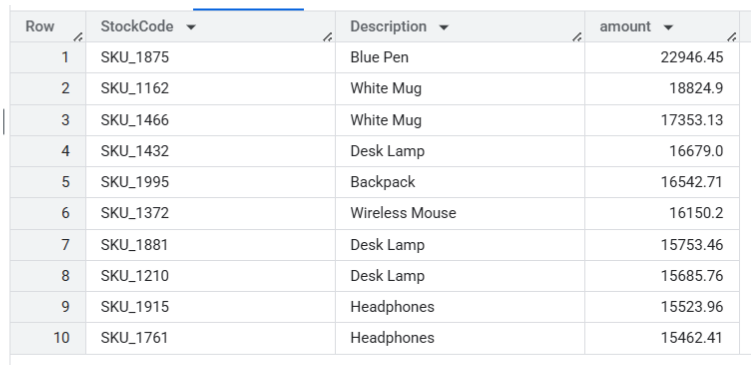 Row StockCode Description amount
1 SKU_1875 Blue Pen 22946.45
2 SKU_1162 White Mug 18824.9
3 SKU_1466 White Mug 17353.13
4 SKU_1432 Desk Lamp 16679.0
5 SKU_1995 Backpack 16542.71
6 SKU_1372 Wireless Mouse 16150.2
7 SKU_1881 Desk Lamp 15753.46
8 SKU_1210 Desk Lamp 15685.76
9 SKU_1915 Headphones 15523.96
10 SKU_1761 Headphones 15462.41